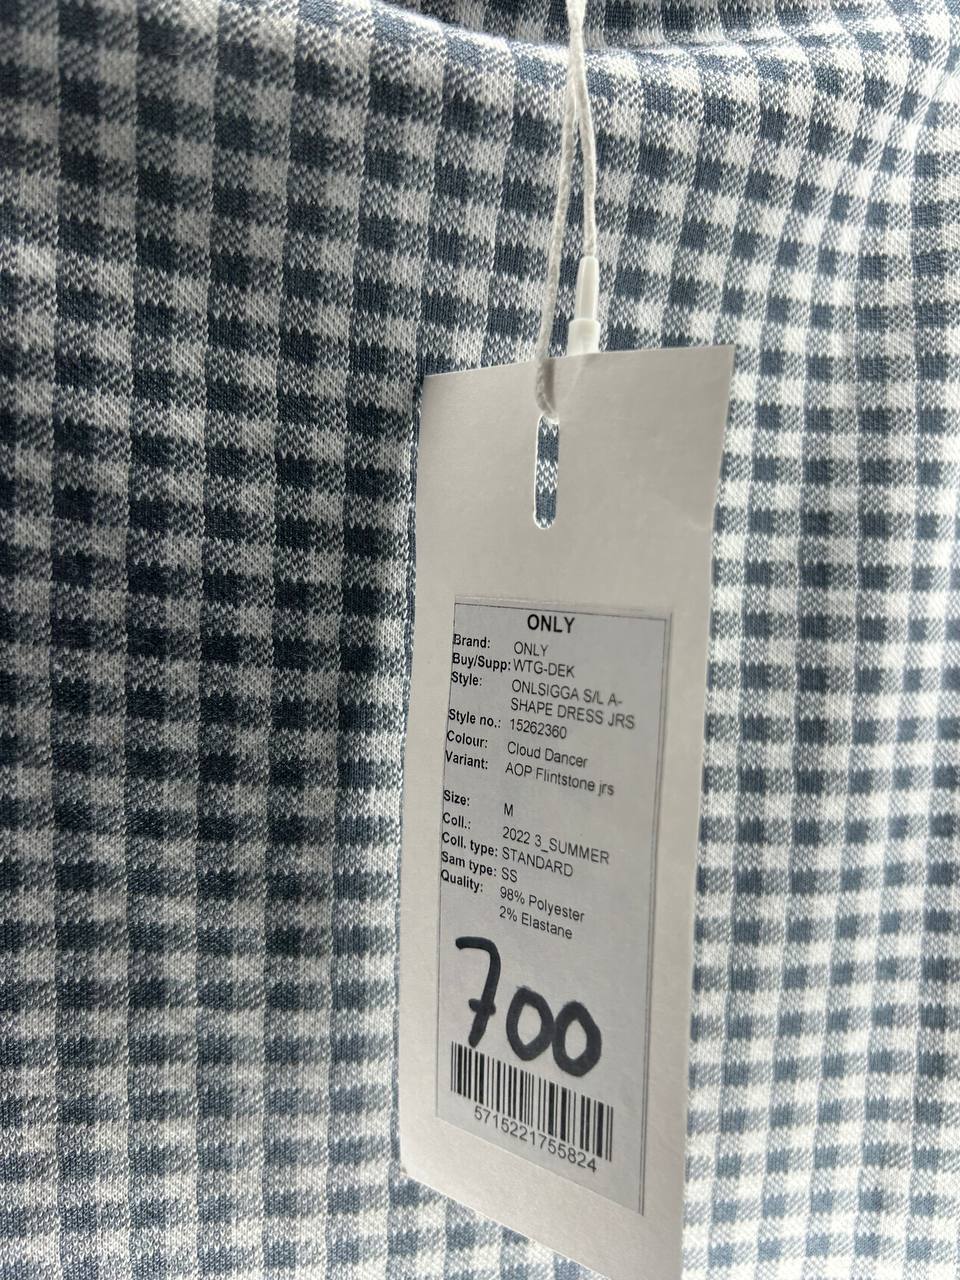 ONLY
Brand: ONLY
Buy/Supp: WTG-DEK
Style: ONLSIGGA S/L A-
SHAPE DRESS JRS
Style no.: 15262360
Colour: Cloud Dancer
Variant: AOP Flintstone jrs
Size: M
Coll.: 2022 3_SUMMER
Coll. type: STANDARD
Sam type: SS
Quality: 98% Polyester
2% Elastane
700
5715221755824